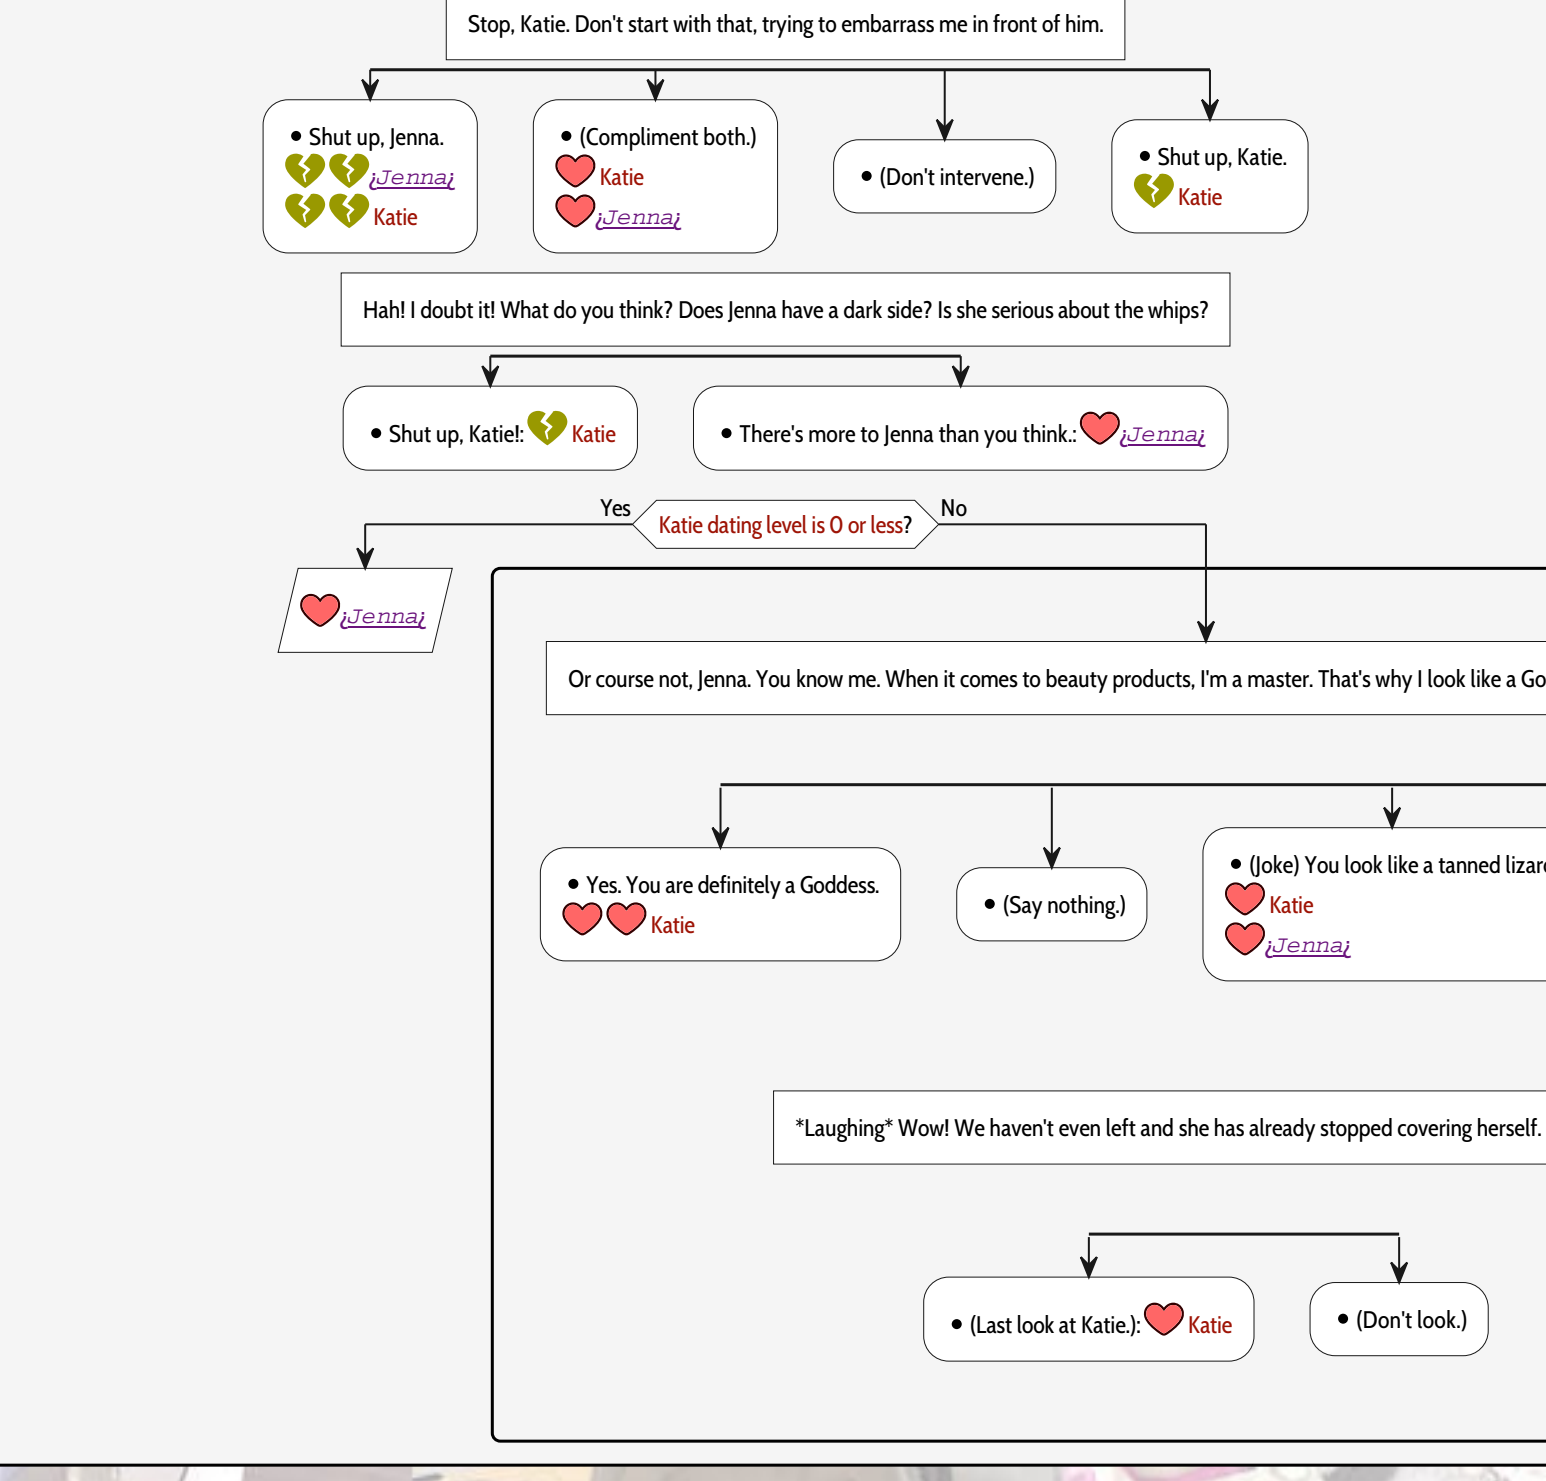 Stop, Katie. Don't start with that, trying to embarrass me in front of him.
• Shut up, Jenna.
¿Jenna¿
Katie
• (Compliment both.)
Katie
¿Jenna¿
• (Don't intervene.)
• Shut up, Katie.
Katie
Hah! I doubt it! What do you think? Does Jenna have a dark side? Is she serious about the whips?
• Shut up, Katie!: Katie
• There's more to Jenna than you think.: ¿Jenna¿
Yes
Katie dating level is 0 or less?
No
¿Jenna¿
Or course not, Jenna. You know me. When it comes to beauty products, I'm a master. That's why I look like a Go
• Yes. You are definitely a Goddess.
Katie
• (Say nothing.)
• (Joke) You look like a tanned lizar
Katie
¿Jenna¿
*Laughing* Wow! We haven't even left and she has already stopped covering herself.
• (Last look at Katie.): Katie
• (Don't look.)